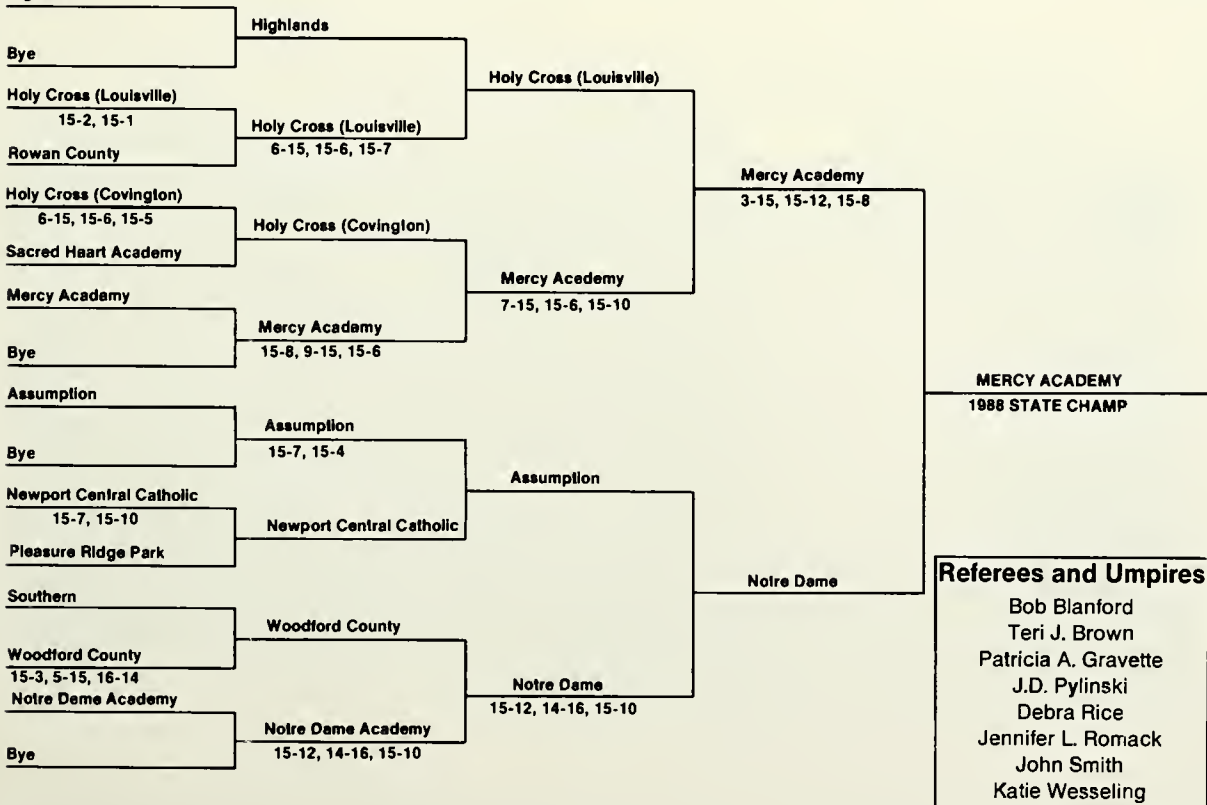 Bye
Holy Cross (Louisville)
15-2, 15-1
Rowan County
Holy Cross (Covington)
6-15, 15-6, 15-5
Sacred Heart Academy
Mercy Academy
Bye
Assumption
Bye
Newport Central Catholic
15-7, 15-10
Pleasure Ridge Park
Southern
Woodford County
15-3, 5-15, 16-14
Notre Deme Academy
Bye
Highlands
Holy Cross (Louisville)
6-15, 15-6, 15-7
Holy Cross (Covington)
Mercy Academy
15-8, 9-15, 15-6
Assumption
15-7, 15-4
Newport Central Catholic
Woodford County
Notre Dame Academy
15-12, 14-16, 15-10
Holy Cross (Louisville)
Mercy Acedemy
7-15, 15-6, 15-10
Assumption
Notre Dame
15-12, 14-16, 15-10
Mercy Academy
3-15, 15-12, 15-8
Notre Dame
MERCY ACADEMY
1988 STATE CHAMP
Referees and Umpires
Bob Blanford
Teri J. Brown
Patricia A. Gravette
J.D. Pylinski
Debra Rice
Jennifer L. Romack
John Smith
Katie Wesseling